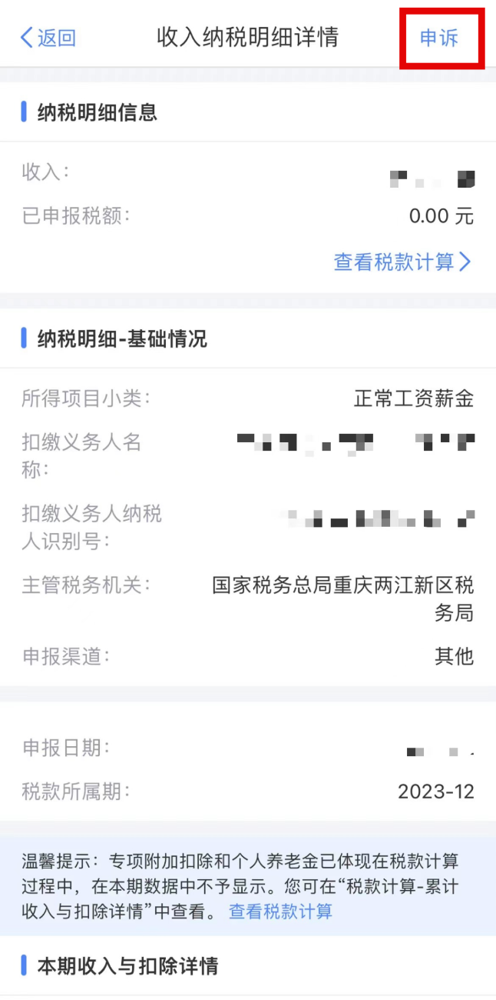 返回
收入纳税明细详情
申诉
纳税明细信息
收入:
已申报税额:
0.00 元
查看税款计算
纳税明细-基础情况
所得项目小类:
正常工资薪金
扣缴义务人名
称:
扣缴义务人纳税
人识别号:
主管税务机关:
国家税务总局重庆两江新区税
务局
申报渠道:
其他
申报日期:
税款所属期:
2023-12
温馨提示：专项附加扣除和个人养老金已体现在税款计算
过程中，在本期数据中不予显示。您可在“税款计算-累计
收入与扣除详情”中查看。 查看税款计算
本期收入与扣除详情